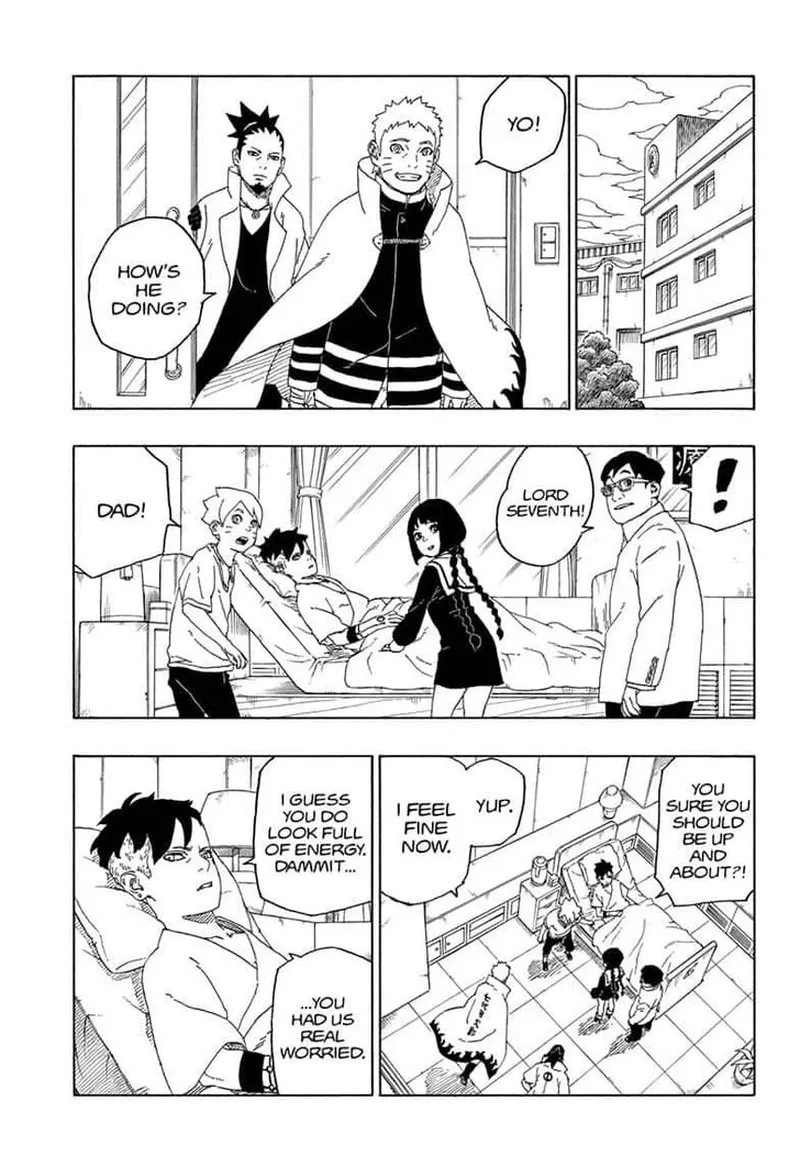 YO!
HOW'S
HE
DOING?
!
源
LORD
SEVENTH!
DAD!
YOU
SURE YOU
SHOULD
BE UP
AND
ABOUT?!
YUP.
I FEEL
FINE
NOW.
I GUESS
YOU DO
LOOK FULL
OF ENERGY.
DAMMIT...
...YOU
HAD US
REAL
WORRIED.